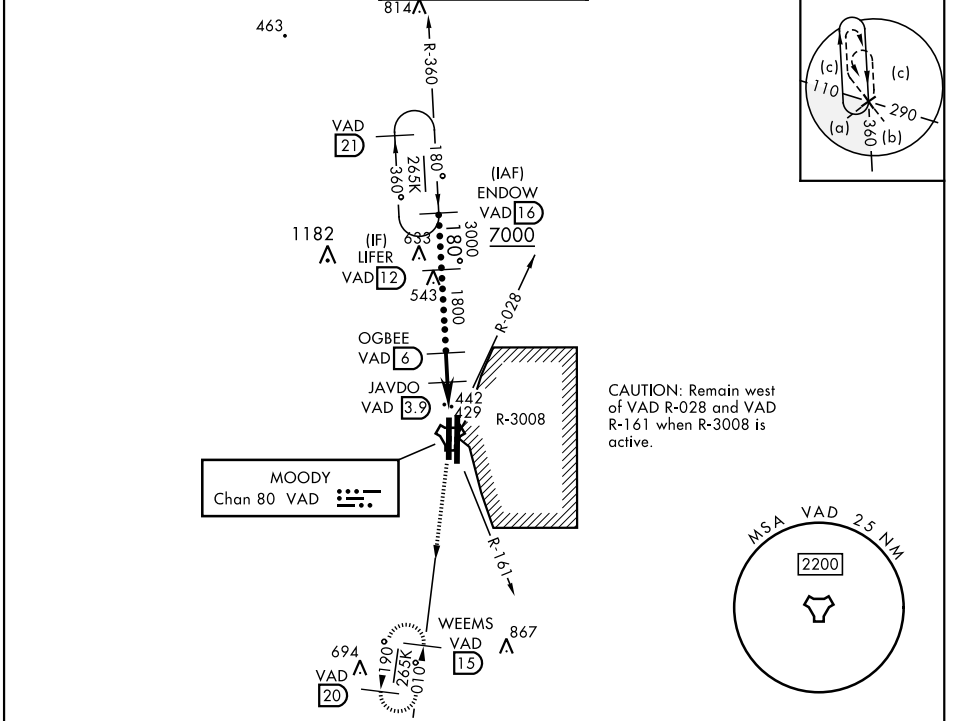 814
463
R-360
VAD
21
180°
265K
360°
(IAF)
ENDOW
VAD 16
7000
3000
180°
1182
(IF)
LIFER
VAD 12
633
543
1800
R-028
OGBEE
VAD 6
JAVDO
VAD 3.9
442
429
R-3008
CAUTION: Remain west
of VAD R-028 and VAD
R-161 when R-3008 is
active.
MOODY
Chan 80 VAD
R-161
WEEMS
VAD
15
867
694
190°
265K
010°
VAD
20
(c)
(c)
110
290
(a)
360
(b)
MSA VAD 25 NM
2200